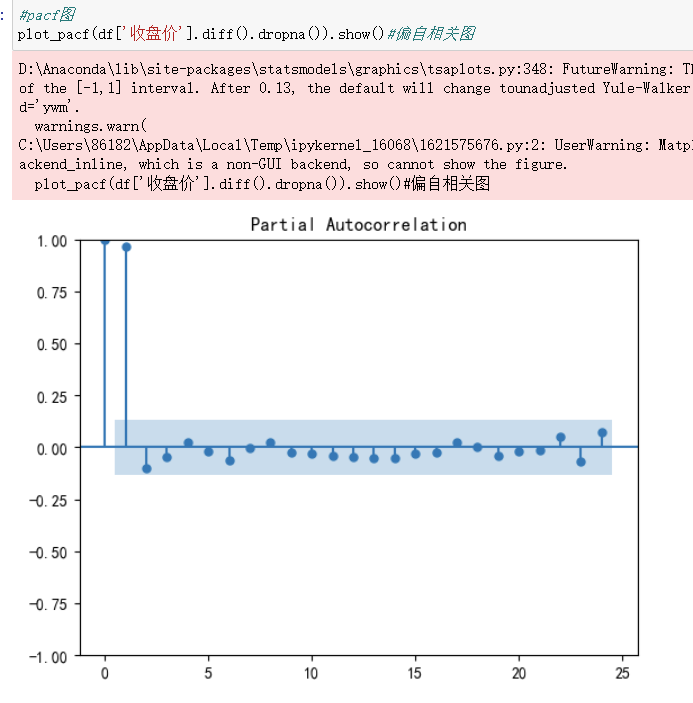 :
#pacf图
plot_pacf(df['收盘价'].diff().dropna()).show()#偏自相关图
D:\Anaconda\lib\site-packages\statsmodels\graphics\tsaplots.py:348: FutureWarning:
of the [-1,1] interval. After 0.13, the default will change tounadjusted Yule-Walker
d='ywm'.
warnings.warn(
C:\Users\86182\AppData\Local\Temp\ipykernel_16068\1621575676.py:2: UserWarning: Matpl
ackend_inline, which is a non-GUI backend, so cannot show the figure.
plot_pacf(df['收盘价'].diff().dropna()).show()#偏自相关图
Partial Autocorrelation
1.00
0.75
0.50
0.25
0.00
-0.25
-0.50
-0.75
-1.00
0 5 10 15 20 25